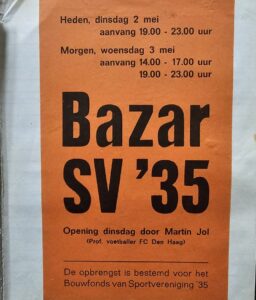 Heden, dinsdag 2 mei
aanvang 19.00 - 23.00 uur
Morgen, woensdag 3 mei
aanvang 14.00 - 17.00 uur
19.00 - 23.00 uur
Bazar
SV '35
Opening dinsdag door Martin Jol
(Prof. voetballer FC Den Haag)
De opbrengst is bestemd voor het
Bouwfonds van Sportvereniging '35